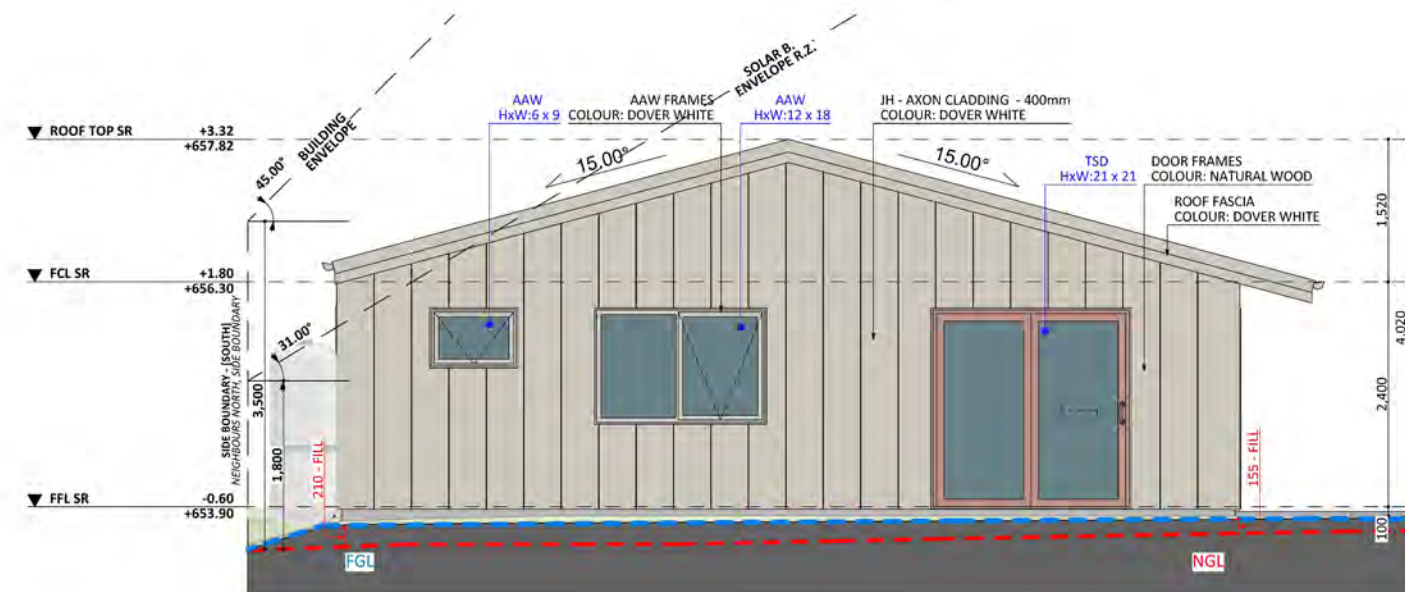 SOLAR B.
ENVELOPE R.Z.
BUILDING
ENVELOPE
AAW
HxW:6 x 9
AAW FRAMES
COLOUR: DOVER WHITE
AAW
HxW:12 x 18
JH - AXON CLADDING - 400mm
COLOUR: DOVER WHITE
ROOF TOP SR
+3.32
+657.82
45.00°
15.00°
15.00°
TSD
HxW:21 x 21
DOOR FRAMES
COLOUR: NATURAL WOOD
ROOF FASCIA
COLOUR: DOVER WHITE
1,520
FCL SR
+1.80
+656.30
31.00°
4,020
SIDE BOUNDARY - [SOUTH]
NEIGHBOURS NORTH, SIDE BOUNDARY
3,500
1,800
210 - FILL
2,400
155 - FILL
FFL SR
-0.60
+653.90
100
FGL
NGL